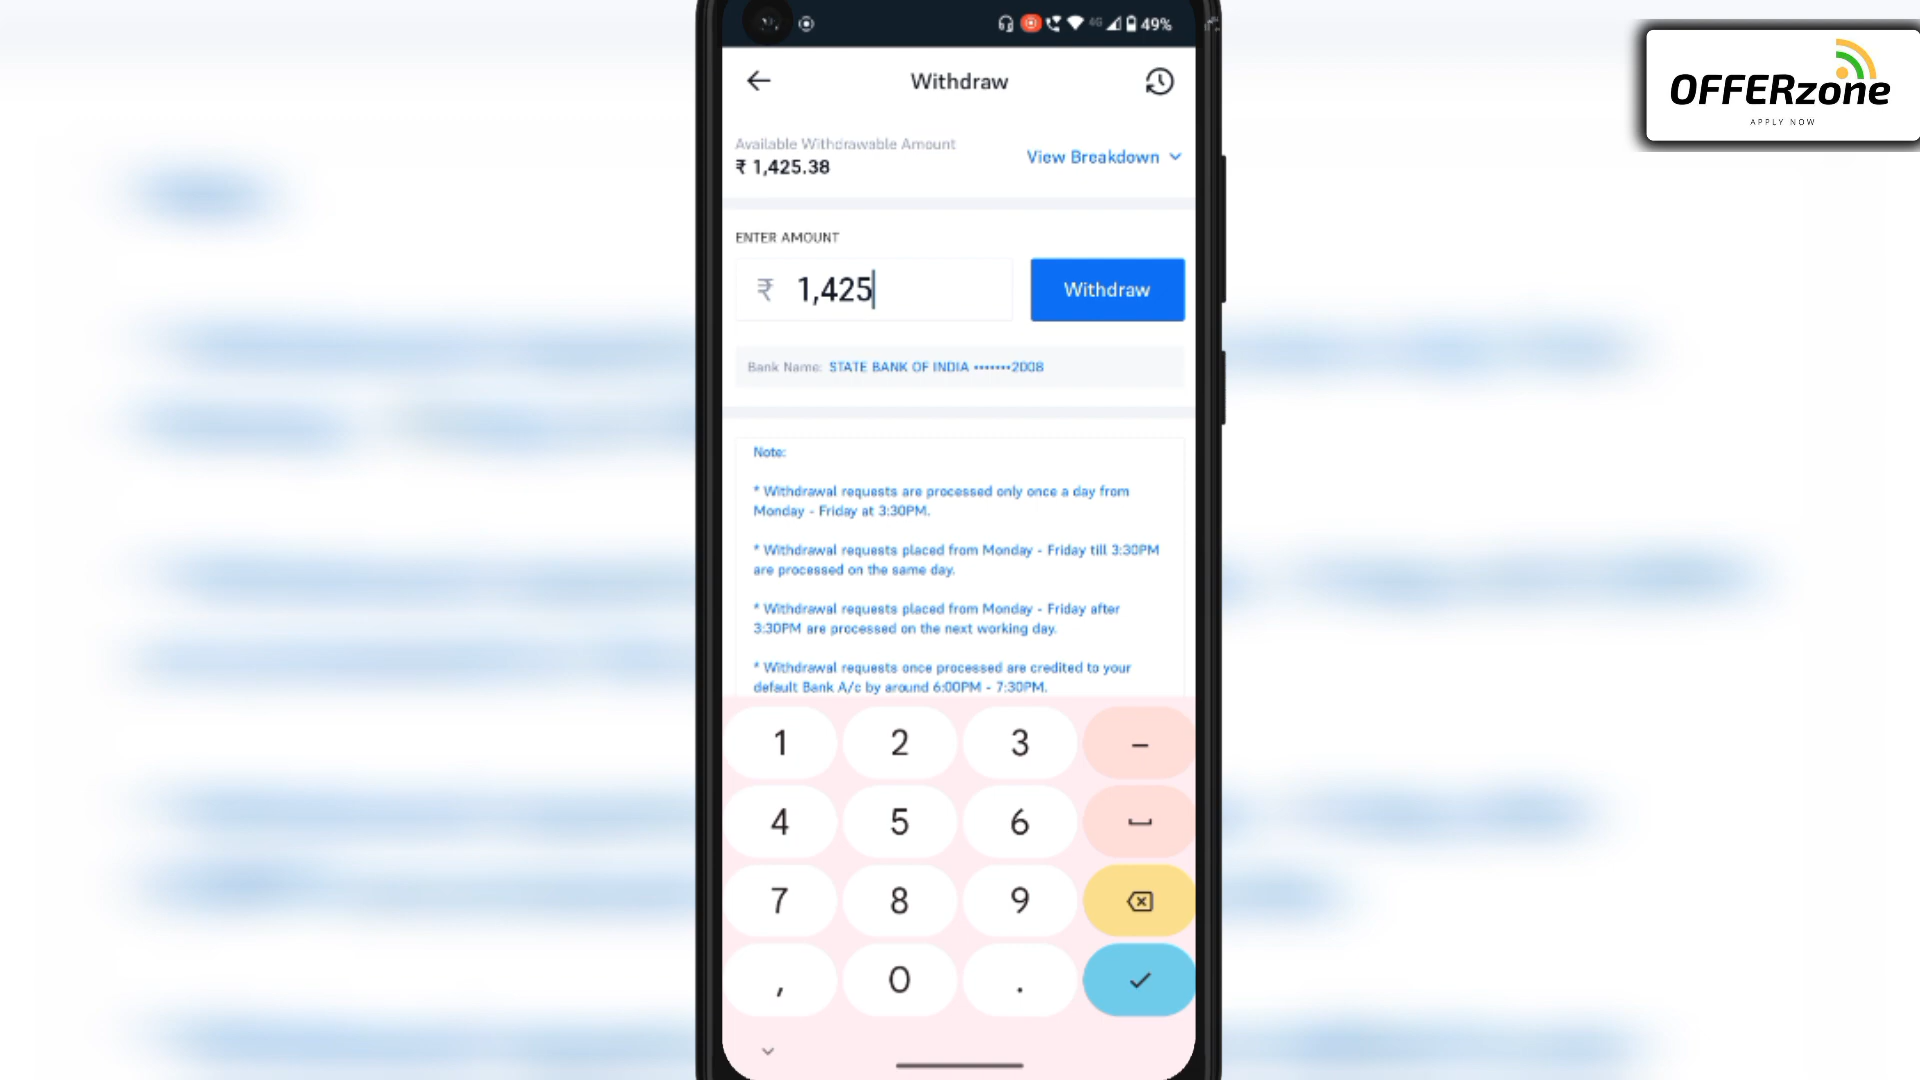 4G 49%
Withdraw
Available Withdrawable Amount
₹ 1,425.38
View Breakdown
ENTER AMOUNT
₹ 1,425
Withdraw
Bank Name: STATE BANK OF INDIA •••••••2008
Note:
* Withdrawal requests are processed only once a day from
Monday - Friday at 3:30PM.
* Withdrawal requests placed from Monday - Friday till 3:30PM
are processed on the same day.
* Withdrawal requests placed from Monday - Friday after
3:30PM are processed on the next working day.
* Withdrawal requests once processed are credited to your
default Bank A/c by around 6:00PM - 7:30PM.
1 2 3 –
4 5 6
7 8 9
, 0 .
OFFERzone
APPLY NOW